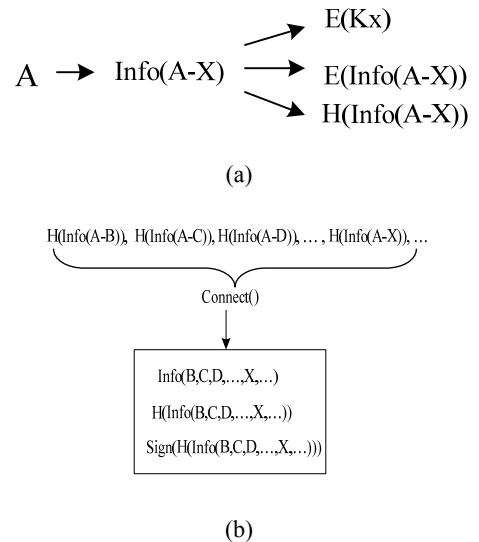 E(Kx)
A Info(A-X) E(Info(A-X))
H(Info(A-X))
(a)
H(Info(A-B)), H(Info(A-C)), H(Info(A-D)), ... , H(Info(A-X)), ...
Connect()
Info(B,C,D,...,X,...)
H(Info(B,C,D,...,X,...))
Sign(H(Info(B,C,D,...,X,...)))
(b)